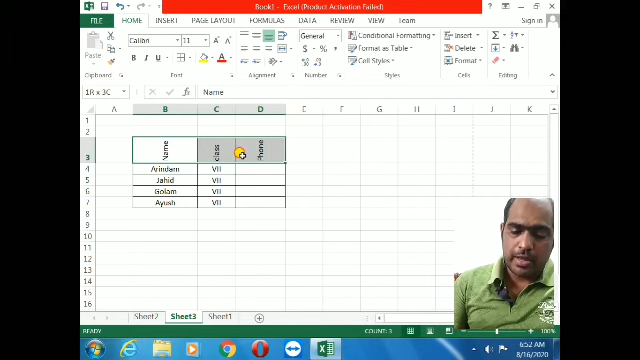 Book1 - Excel (Product Activation Failed)
FILE HOME INSERT PAGE LAYOUT FORMULAS DATA REVIEW VIEW Team Sign in
Paste
Clipboard
Calibri 11
B I U
Font
Alignment
General
$ % ,
Number
Conditional Formatting
Format as Table
Cell Styles
Styles
Insert
Delete
Format
Cells
Editing
1R x 3C fx Name
A B C D E F G H I J K
1
2
3 Name class Phone
4 Arindam VII
5 Jahid VII
6 Golam VII
7 Ayush VII
8
9
10
11
12
13
14
15
16
Sheet2 Sheet3 Sheet1
READY COUNT: 3 100%
6:52 AM
8/16/2020